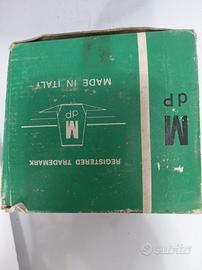 M
dP
MADE IN ITALY
M
dP
REGISTERED TRADEMARK
subito